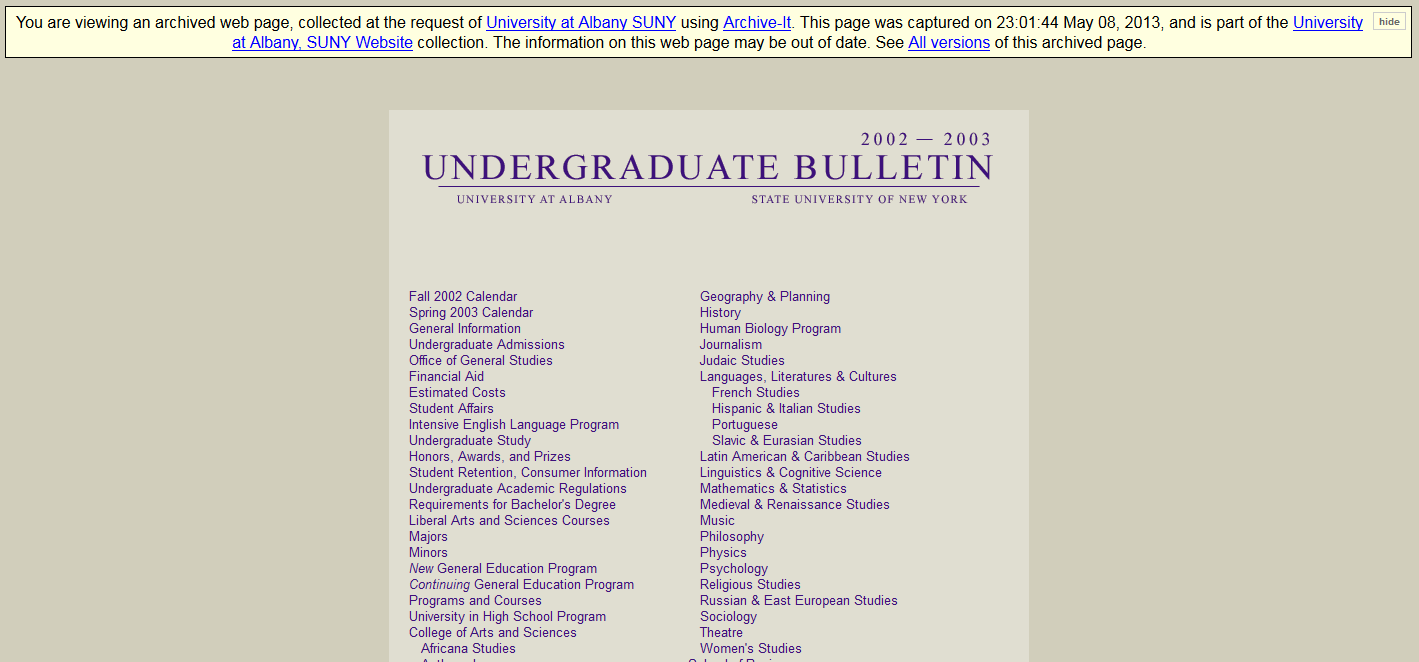 You are viewing an archived web page, collected at the request of University at Albany SUNY using Archive-It. This page was captured on 23:01:44 May 08, 2013, and is part of the University
at Albany, SUNY Website collection. The information on this web page may be out of date. See All versions of this archived page.
hide
2002 — 2003
UNDERGRADUATE BULLETIN
UNIVERSITY AT ALBANY STATE UNIVERSITY OF NEW YORK
Fall 2002 Calendar
Spring 2003 Calendar
General Information
Undergraduate Admissions
Office of General Studies
Financial Aid
Estimated Costs
Student Affairs
Intensive English Language Program
Undergraduate Study
Honors, Awards, and Prizes
Student Retention, Consumer Information
Undergraduate Academic Regulations
Requirements for Bachelor's Degree
Liberal Arts and Sciences Courses
Majors
Minors
New General Education Program
Continuing General Education Program
Programs and Courses
University in High School Program
College of Arts and Sciences
Africana Studies
Geography & Planning
History
Human Biology Program
Journalism
Judaic Studies
Languages, Literatures & Cultures
French Studies
Hispanic & Italian Studies
Portuguese
Slavic & Eurasian Studies
Latin American & Caribbean Studies
Linguistics & Cognitive Science
Mathematics & Statistics
Medieval & Renaissance Studies
Music
Philosophy
Physics
Psychology
Religious Studies
Russian & East European Studies
Sociology
Theatre
Women's Studies